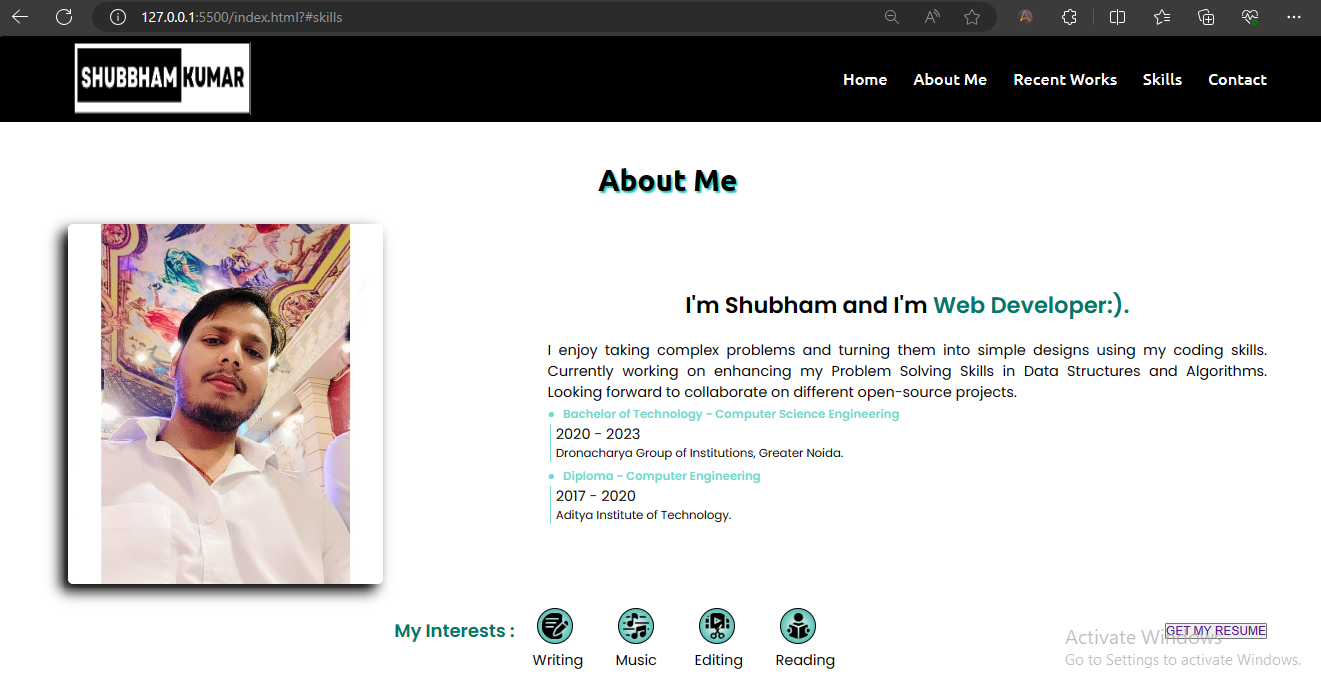 127.0.0.1:5500/index.html?#skills
SHUBBHAM KUMAR
Home About Me Recent Works Skills Contact
About Me
I'm Shubham and I'm Web Developer:).
I enjoy taking complex problems and turning them into simple designs using my coding skills.
Currently working on enhancing my Problem Solving Skills in Data Structures and Algorithms.
Looking forward to collaborate on different open-source projects.
Bachelor of Technology - Computer Science Engineering
2020 - 2023
Dronacharya Group of Institutions, Greater Noida.
Diploma - Computer Engineering
2017 - 2020
Aditya Institute of Technology.
My Interests :
Writing Music Editing Reading
GET MY RESUME
Activate Windows
Go to Settings to activate Windows.